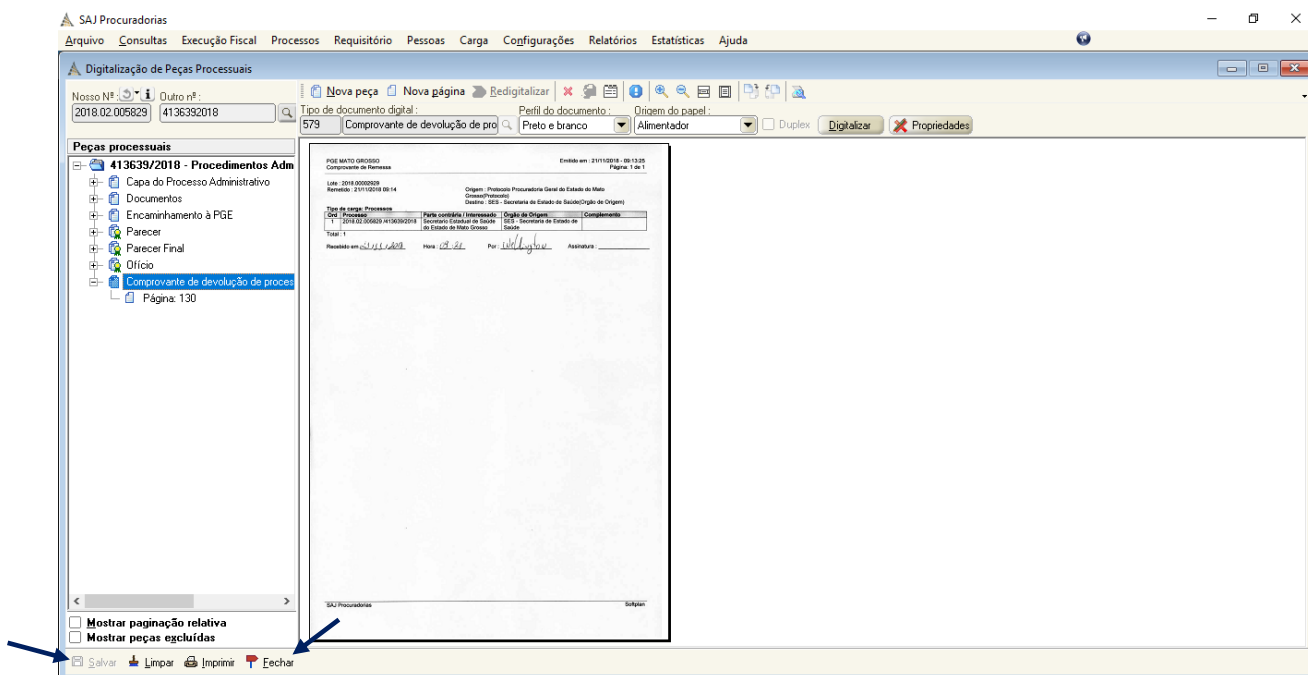 SAJ Procuradorias
Arquivo Consultas Execução Fiscal Processos Requisitório Pessoas Carga Configurações Relatórios Estatísticas Ajuda
Digitalização de Peças Processuais
Nosso Nº : Outro nº :
2018.02.005829 4136392018
Nova peça Nova página Redigitalizar
Tipo de documento digital : Perfil do documento : Origem do papel :
579 Comprovante de devolução de pro Preto e branco Alimentador Duplex Digitalizar Propriedades
Peças processuais
413639/2018 - Procedimentos Adm
Capa do Processo Administrativo
Documentos
Encaminhamento à PGE
Parecer
Parecer Final
Ofício
Comprovante de devolução de proces
Página: 130
PGE MATO GROSSO Emitido em : 21/11/2018 - 09:13:25
Comprovante de Remessa Página: 1 de 1
Lote : 2018.00002929
Remetido : 21/11/2018 09:14 Origem : Protocolo Procuradoria Geral do Estado do Mato
Grosso(Protocolo)
Destino : SES - Secretaria de Estado de Saúde(Orgão de Origem)
Tipo de carga: Processos
Ord Processo Parte contrária / Interessado Orgão de Origem Complemento
1 2018.02.005829 /413639/2018 Secretario Estadual de Saúde SES - Secretaria de Estado de
do Estado de Mato Grosso Saúde
Total : 1
Recebido em Hora : Por : Wellington Assinatura :
SAJ Procuradorias Softplan
Mostrar paginação relativa
Mostrar peças excluídas
Salvar Limpar Imprimir Fechar